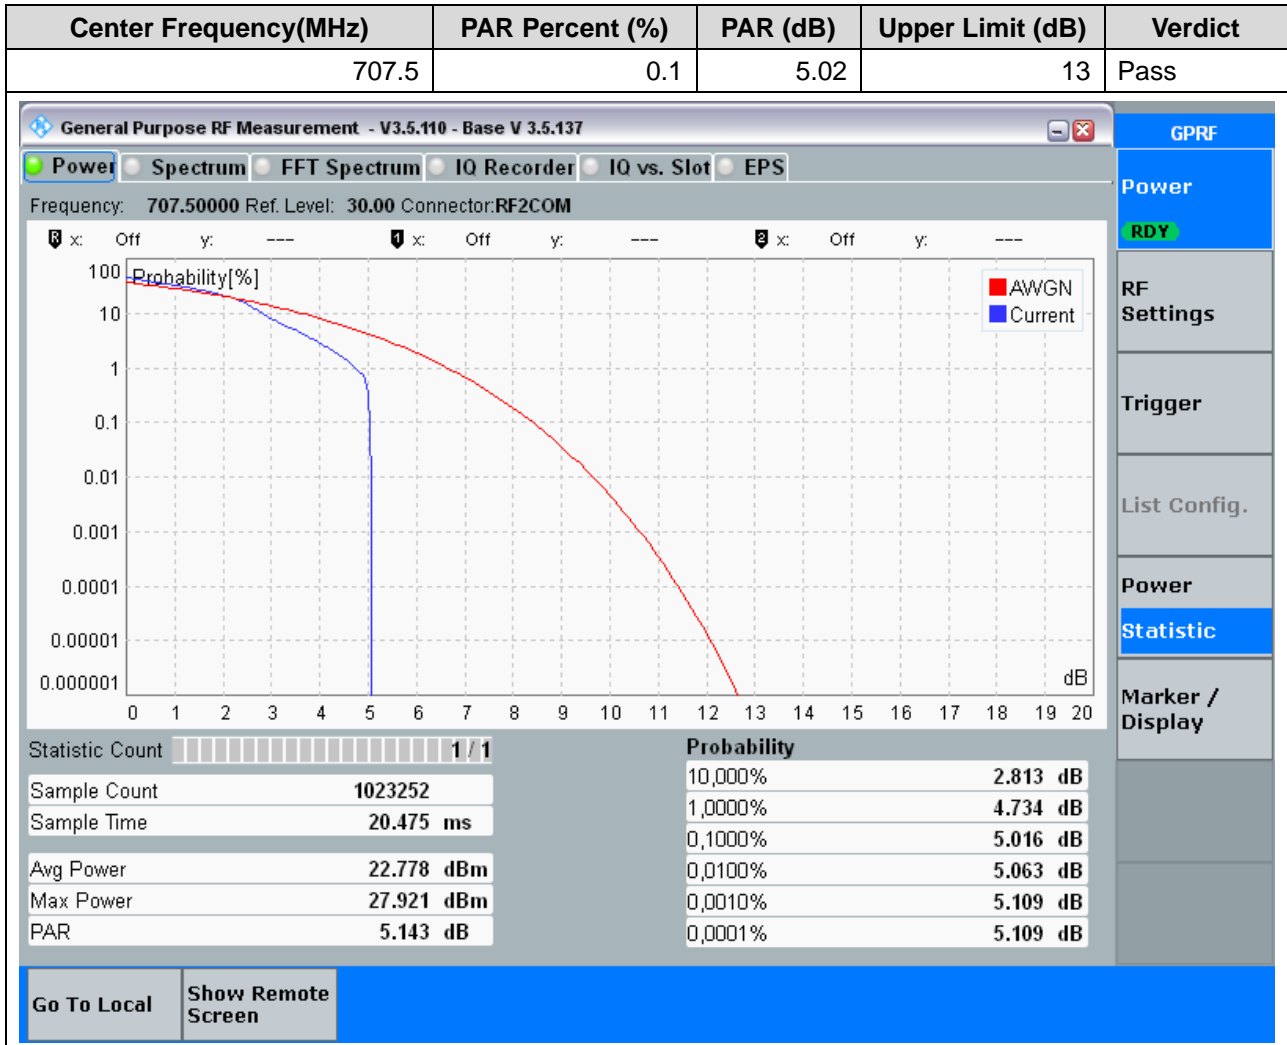 Center Frequency(MHz) PAR Percent (%) PAR (dB) Upper Limit (dB) Verdict
707.5 0.1 5.02 13 Pass
General Purpose RF Measurement - V3.5.110 - Base V 3.5.137
GPRF
Power Spectrum FFT Spectrum IQ Recorder IQ vs. Slot EPS
Power
RDY
Frequency: 707.50000 Ref. Level: 30.00 Connector:RF2COM
R x: Off y: --- 1 x: Off y: --- 2 x: Off y: ---
Probability[%]
AWGN
Current
100
10
1
0.1
0.01
0.001
0.0001
0.00001
0.000001
dB
0 1 2 3 4 5 6 7 8 9 10 11 12 13 14 15 16 17 18 19 20
RF
Settings
Trigger
List Config.
Power
Statistic
Marker /
Display
Statistic Count 1 / 1
Sample Count 1023252
Sample Time 20.475 ms
Avg Power 22.778 dBm
Max Power 27.921 dBm
PAR 5.143 dB
Probability
10,000% 2.813 dB
1,0000% 4.734 dB
0,1000% 5.016 dB
0,0100% 5.063 dB
0,0010% 5.109 dB
0,0001% 5.109 dB
Go To Local
Show Remote
Screen